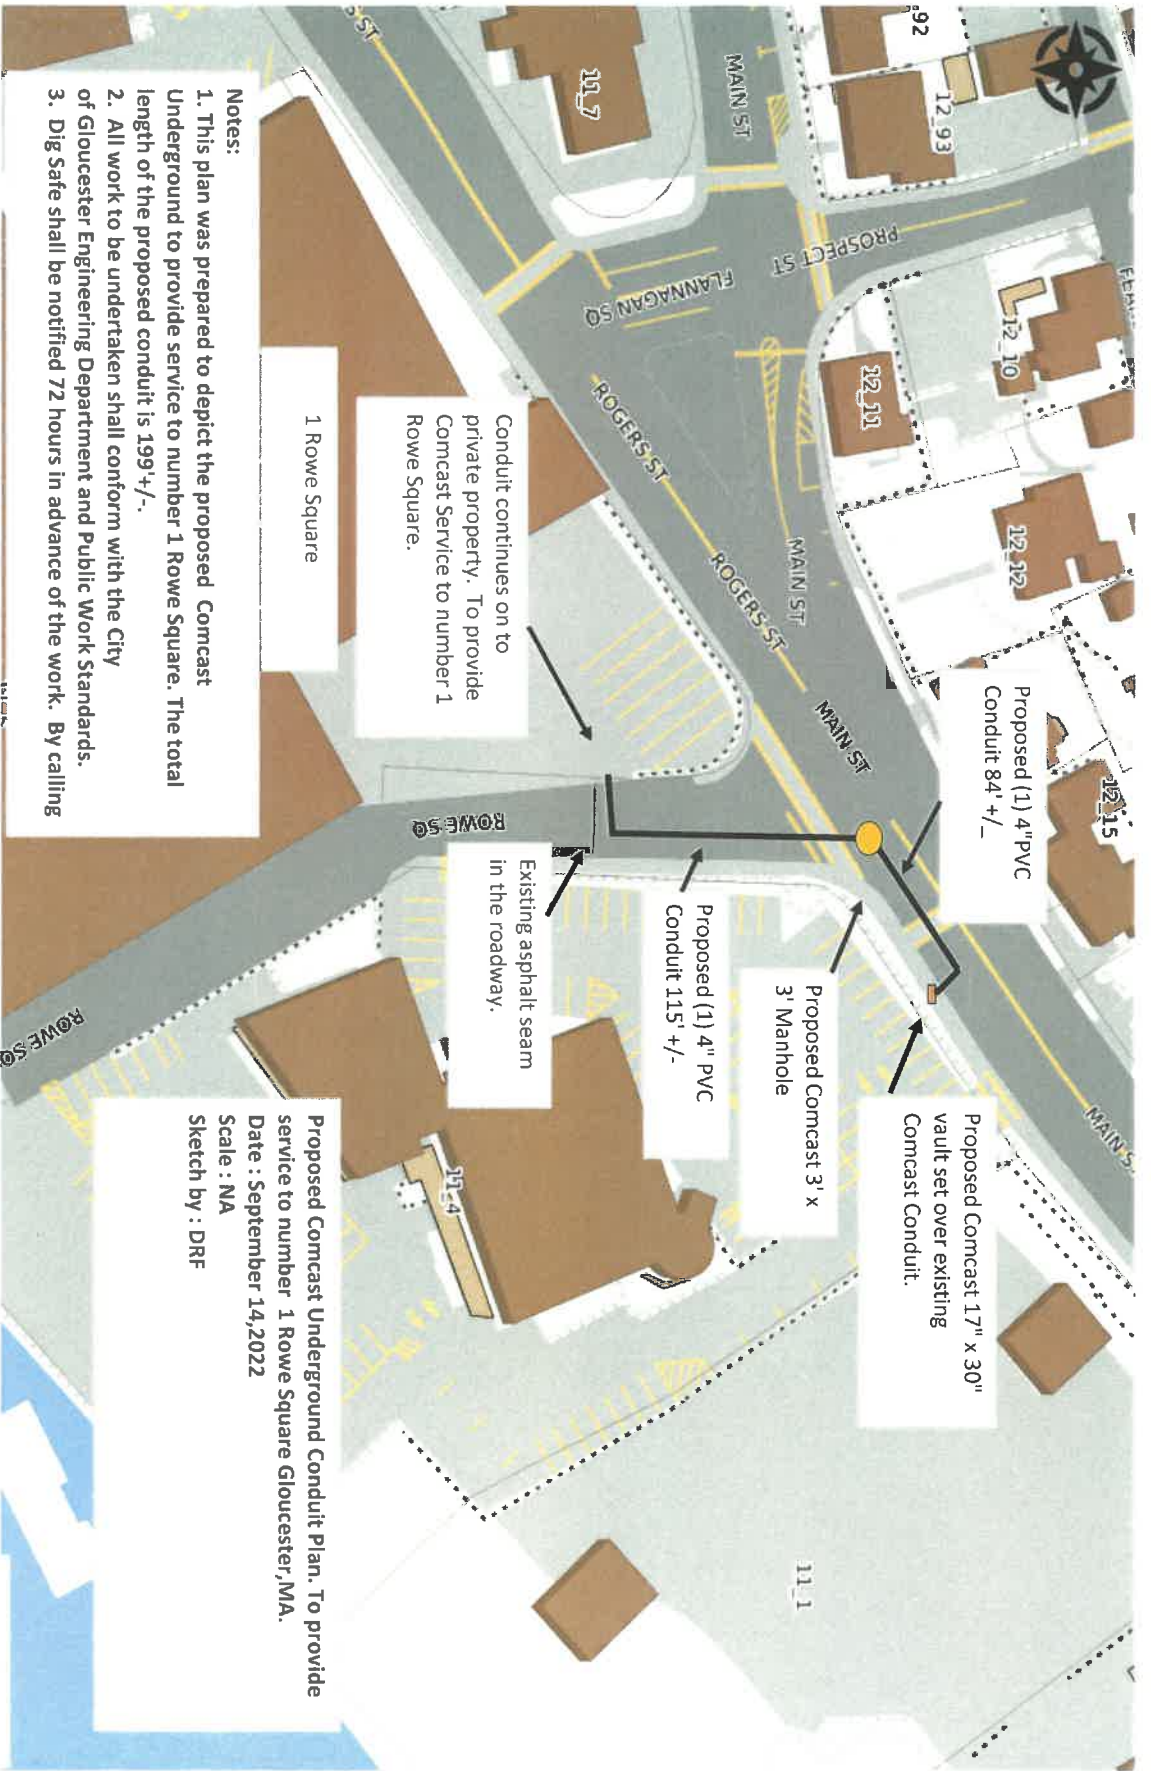 92
12_93
MAIN ST
11_7
S ST
PROSPECT ST
FLANNAGAN SQ
12_10
12_11
12_12
12_15
ROGERS ST
MAIN ST
ROGERS ST
MAIN ST
MAIN S
Proposed (1) 4"PVC
Conduit 84' +/_
Conduit continues on to
private property. To provide
Comcast Service to number 1
Rowe Square.
1 Rowe Square
ROWE SQ
Existing asphalt seam
in the roadway.
Proposed (1) 4" PVC
Conduit 115' +/-
Proposed Comcast 3' x
3' Manhole
Proposed Comcast 17" x 30"
vault set over existing
Comcast Conduit.
ROWE SQ
11_4
11_1
Notes:
1. This plan was prepared to depict the proposed Comcast
Underground to provide service to number 1 Rowe Square. The total
length of the proposed conduit is 199'+/-.
2. All work to be undertaken shall conform with the City
of Gloucester Engineering Department and Public Work Standards.
3. Dig Safe shall be notified 72 hours in advance of the work. By calling
Proposed Comcast Underground Conduit Plan. To provide
service to number 1 Rowe Square Gloucester,MA.
Date : September 14,2022
Scale : NA
Sketch by : DRF